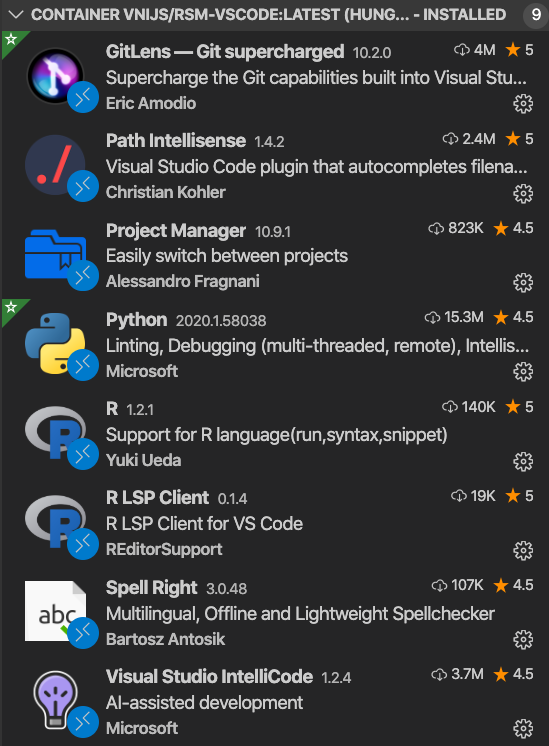 CONTAINER VNIJS/RSM-VSCODE:LATEST (HUNG... - INSTALLED 9
GitLens — Git supercharged 10.2.0 4M 5
Supercharge the Git capabilities built into Visual Stu...
Eric Amodio
./
Path Intellisense 1.4.2 2.4M 5
Visual Studio Code plugin that autocompletes filena...
Christian Kohler
Project Manager 10.9.1 823K 4.5
Easily switch between projects
Alessandro Fragnani
Python 2020.1.58038 15.3M 4.5
Linting, Debugging (multi-threaded, remote), Intellis...
Microsoft
R
R 1.2.1 140K 5
Support for R language(run,syntax,snippet)
Yuki Ueda
R
R LSP Client 0.1.4 19K 5
R LSP Client for VS Code
REditorSupport
abc
Spell Right 3.0.48 107K 4.5
Multilingual, Offline and Lightweight Spellchecker
Bartosz Antosik
Visual Studio IntelliCode 1.2.4 3.7M 4.5
AI-assisted development
Microsoft